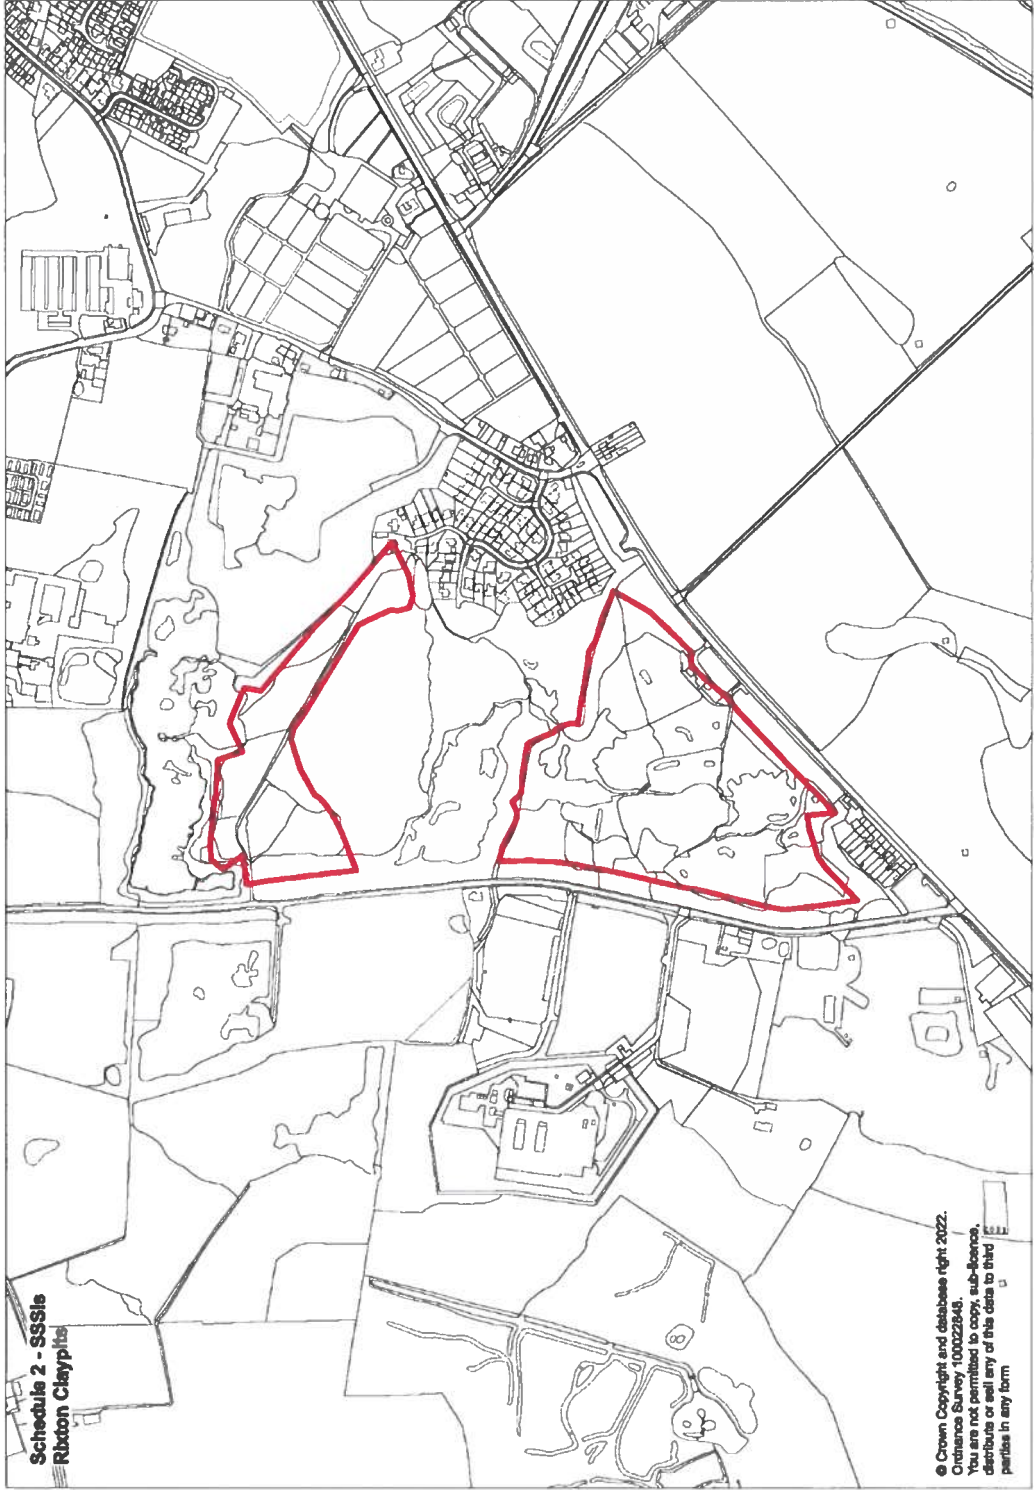 Schedule 2 - SSSIs
Rixton Claypits
© Crown Copyright and database right 2022.
Ordnance Survey 100022848.
You are not permitted to copy, sub-licence,
distribute or sell any of this data to third
parties in any form